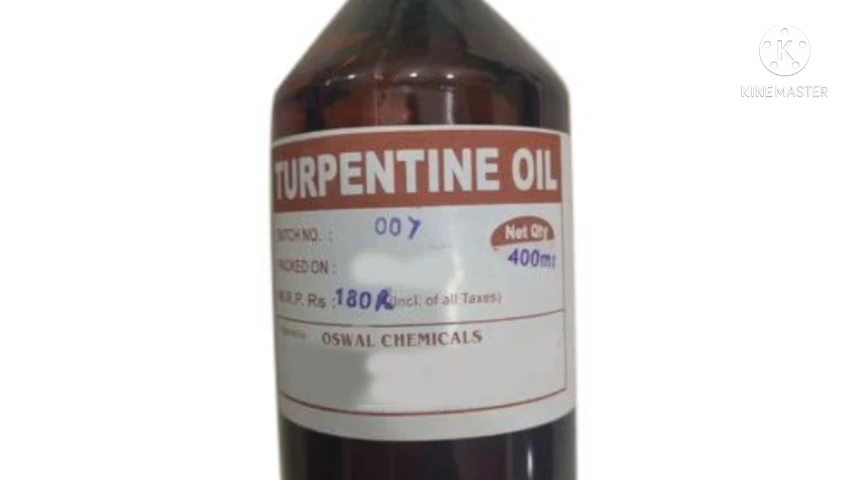 K
KINEMASTER
TURPENTINE OIL
BATCH NO. : 007
Net Qty
400ml
PACKED ON :
M.R.P. Rs : 180/- (Incl. of all Taxes)
OSWAL CHEMICALS